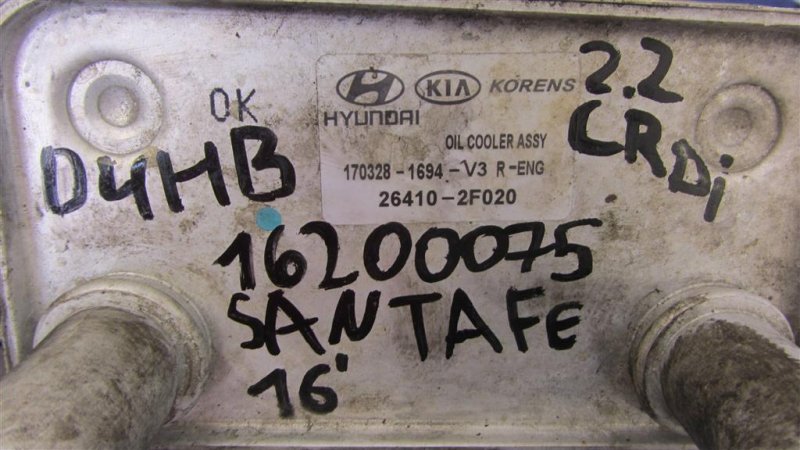 OK
HYUNDAI KIA KORENS
OIL COOLER ASSY
170328-1694-V3 R-ENG
26410-2F020
2.2
CRDi
D4HB
16200075
SANTAFE
16'